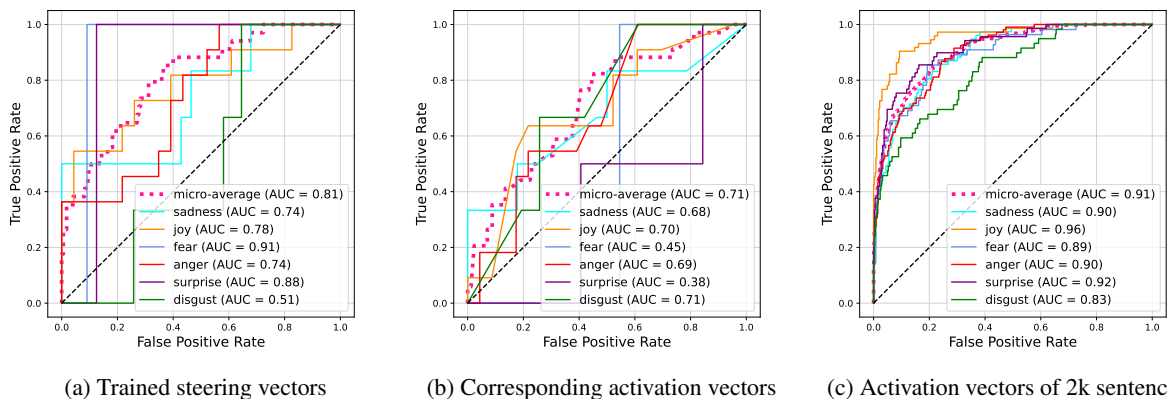 1.0
0.8
0.6
0.4
0.2
0.0
True Positive Rate
0.0 0.2 0.4 0.6 0.8 1.0
False Positive Rate
micro-average (AUC = 0.81)
sadness (AUC = 0.74)
joy (AUC = 0.78)
fear (AUC = 0.91)
anger (AUC = 0.74)
surprise (AUC = 0.88)
disgust (AUC = 0.51)
(a) Trained steering vectors
1.0
0.8
0.6
0.4
0.2
0.0
True Positive Rate
0.0 0.2 0.4 0.6 0.8 1.0
False Positive Rate
micro-average (AUC = 0.71)
sadness (AUC = 0.68)
joy (AUC = 0.70)
fear (AUC = 0.45)
anger (AUC = 0.69)
surprise (AUC = 0.38)
disgust (AUC = 0.71)
(b) Corresponding activation vectors
1.0
0.8
0.6
0.4
0.2
0.0
True Positive Rate
0.0 0.2 0.4 0.6 0.8 1.0
False Positive Rate
micro-average (AUC = 0.91)
sadness (AUC = 0.90)
joy (AUC = 0.96)
fear (AUC = 0.89)
anger (AUC = 0.90)
surprise (AUC = 0.92)
disgust (AUC = 0.83)
(c) Activation vectors of 2k sentenc